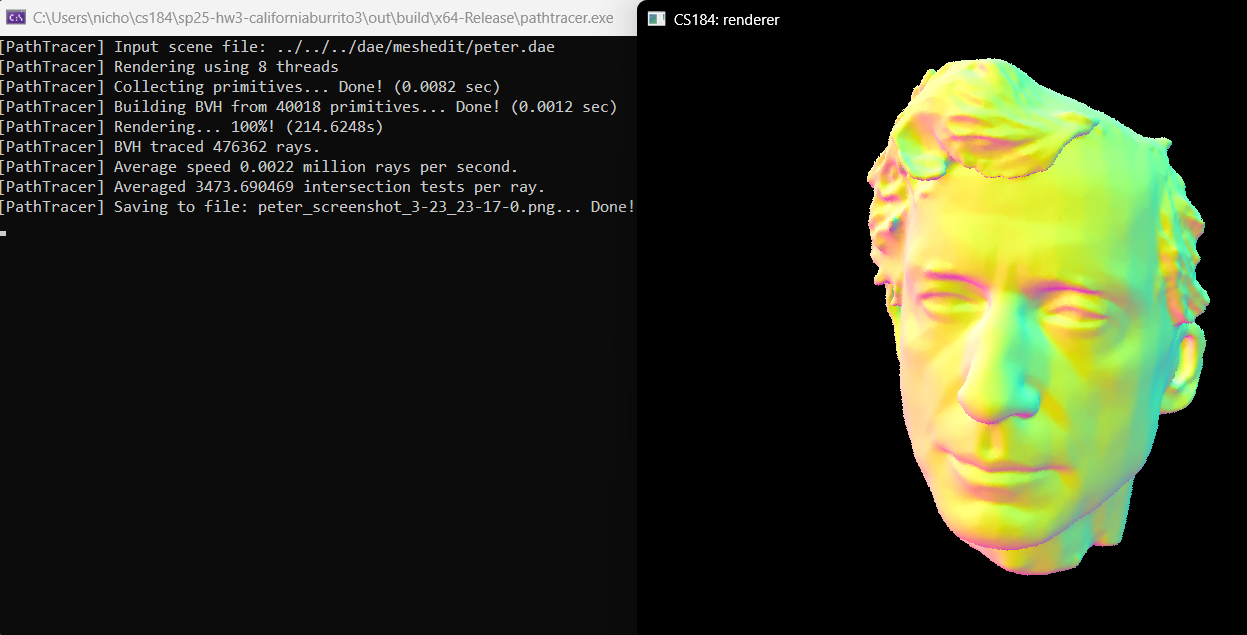 C:\Users\nicho\cs184\sp25-hw3-californiaburrito3\out\build\x64-Release\pathtracer.exe
CS184: renderer
[PathTracer] Input scene file: ../../../dae/meshedit/peter.dae
[PathTracer] Rendering using 8 threads
[PathTracer] Collecting primitives... Done! (0.0082 sec)
[PathTracer] Building BVH from 40018 primitives... Done! (0.0012 sec)
[PathTracer] Rendering... 100%! (214.6248s)
[PathTracer] BVH traced 476362 rays.
[PathTracer] Average speed 0.0022 million rays per second.
[PathTracer] Averaged 3473.690469 intersection tests per ray.
[PathTracer] Saving to file: peter_screenshot_3-23_23-17-0.png... Done!